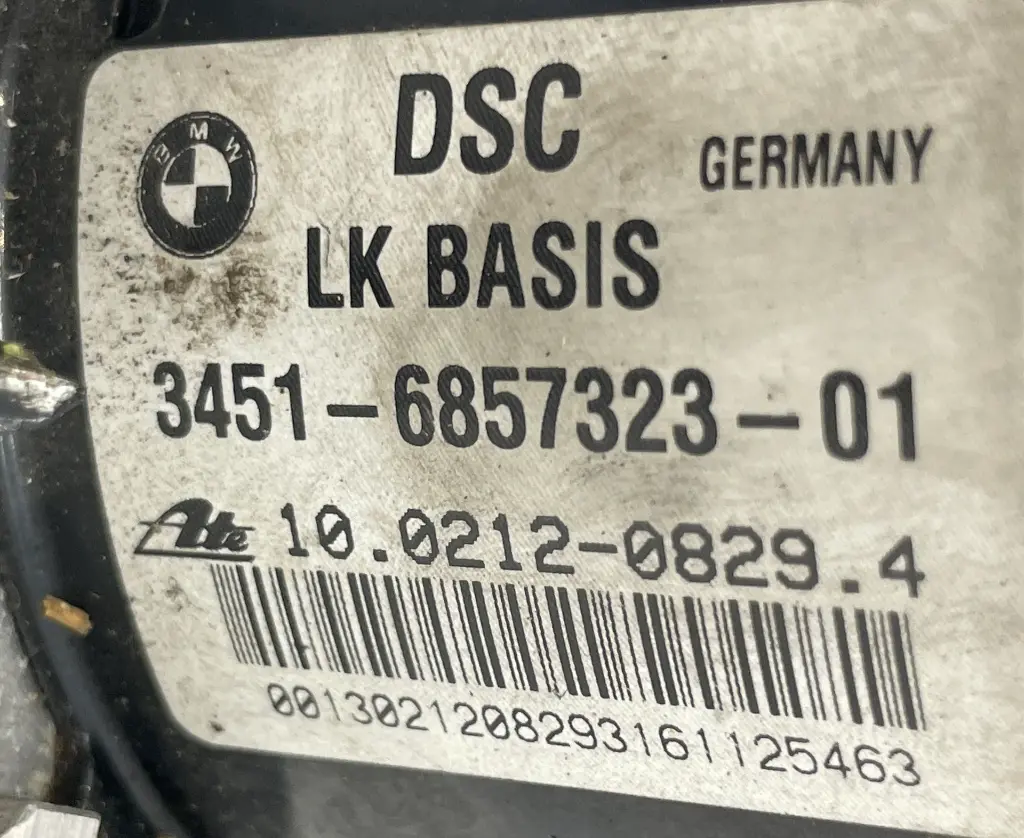 BMW
DSC
GERMANY
LK BASIS
3451-6857323-01
Ate 10.0212-0829.4
0013021208293161125463